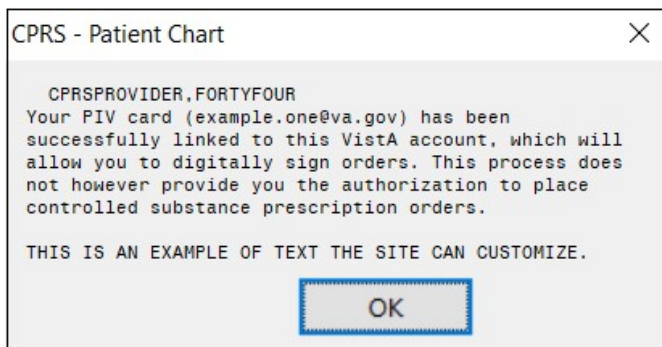 CPRS - Patient Chart
CPRSPROVIDER,FORTYFOUR
Your PIV card (example.one@va.gov) has been
successfully linked to this VistA account, which will
allow you to digitally sign orders. This process does
not however provide you the authorization to place
controlled substance prescription orders.
THIS IS AN EXAMPLE OF TEXT THE SITE CAN CUSTOMIZE.
OK